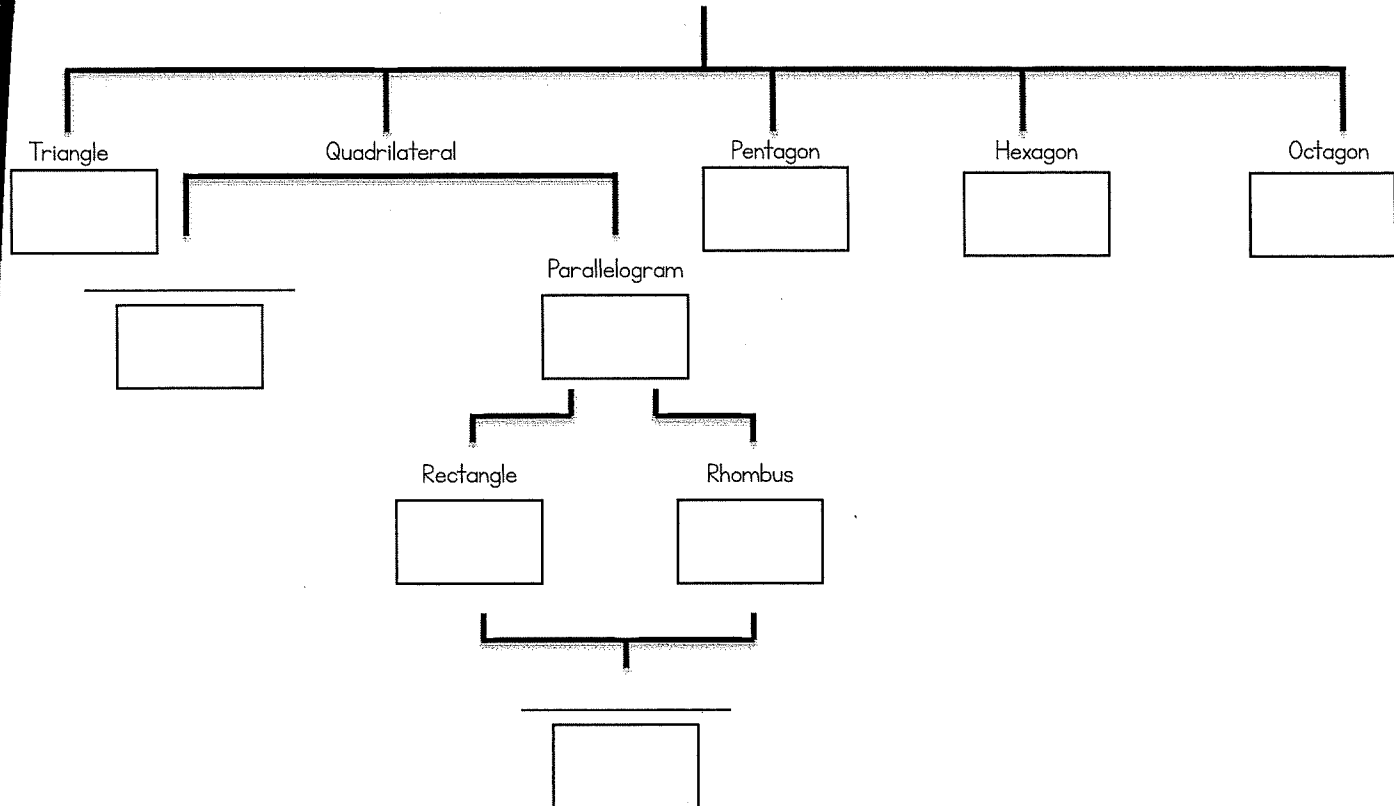 Triangle
Quadrilateral
Pentagon
Hexagon
Octagon
Parallelogram
Rectangle
Rhombus